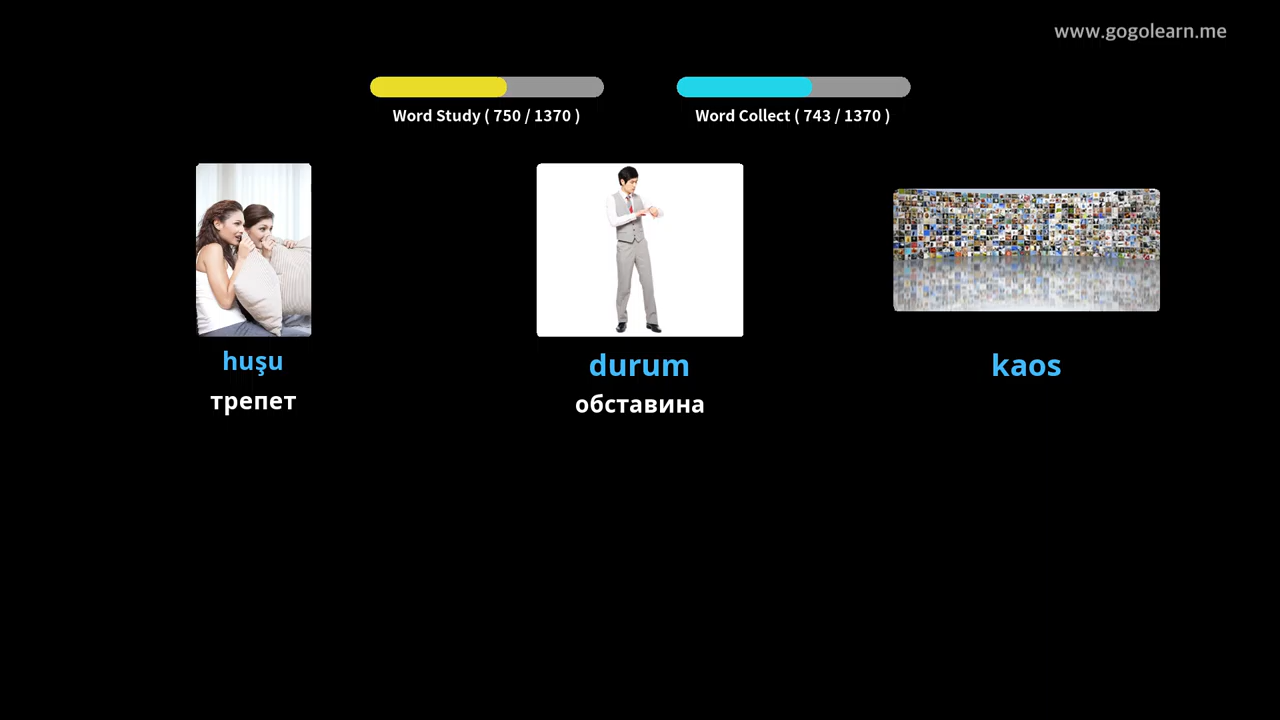 www.gogolearn.me
Word Study ( 750 / 1370 )
Word Collect ( 743 / 1370 )
huşu
трепет
durum
обставина
kaos